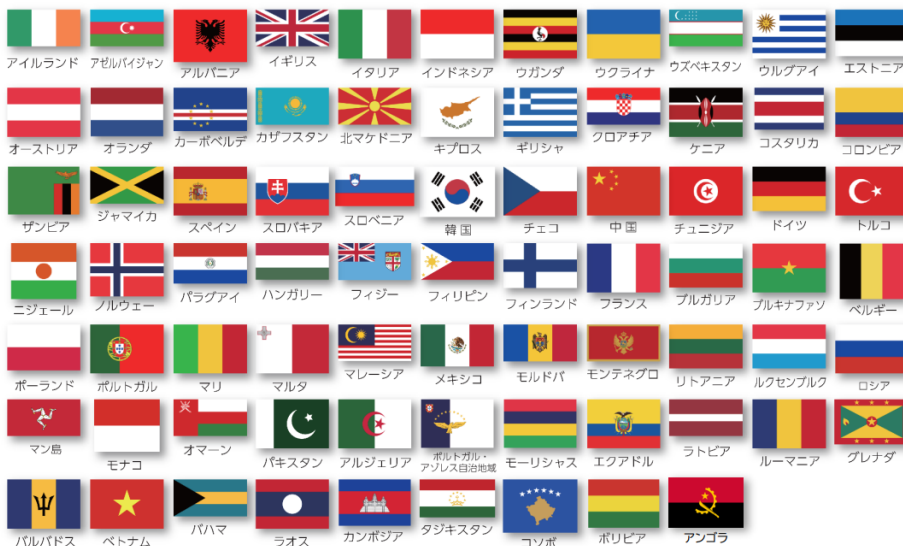 アイルランド
アゼルバイジャン
アルバニア
イギリス
イタリア
インドネシア
ウガンダ
ウクライナ
ウズベキスタン
ウルグアイ
エストニア
オーストリア
オランダ
カーボベルデ
カザフスタン
北マケドニア
キプロス
ギリシャ
クロアチア
ケニア
コスタリカ
コロンビア
ザンビア
ジャマイカ
スペイン
スロバキア
スロベニア
韓国
チェコ
中国
チュニジア
ドイツ
トルコ
ニジェール
ノルウェー
パラグアイ
ハンガリー
フィジー
フィリピン
フィンランド
フランス
ブルガリア
ブルキナファソ
ベルギー
ポーランド
ポルトガル
マリ
マルタ
マレーシア
メキシコ
モルドバ
モンテネグロ
リトアニア
ルクセンブルク
ロシア
マン島
モナコ
オマーン
パキスタン
アルジェリア
ポルトガル・
アゾレス自治地域
モーリシャス
エクアドル
ラトビア
ルーマニア
グレナダ
バルバドス
ベトナム
バハマ
ラオス
カンボジア
タジキスタン
コソボ
ボリビア
アンゴラ